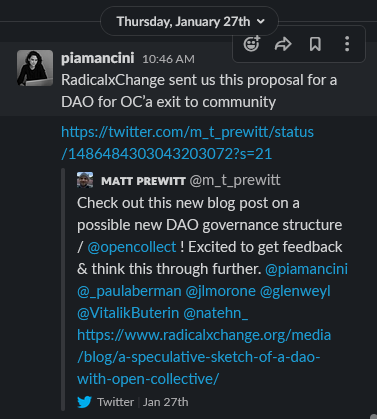 Thursday, January 27th
piamancini 10:46 AM
RadicalxChange sent us this proposal for a
DAO for OC'a exit to community
https://twitter.com/m_t_prewitt/status
/1486484303043203072?s=21
MATT PREWITT @m_t_prewitt
Check out this new blog post on a
possible new DAO governance structure
/ @opencollect ! Excited to get feedback
& think this through further. @piamancini
@_paulaberman @jlmorone @glenweyl
@VitalikButerin @natehn_
https://www.radicalxchange.org/media
/blog/a-speculative-sketch-of-a-dao-
with-open-collective/
Twitter | Jan 27th